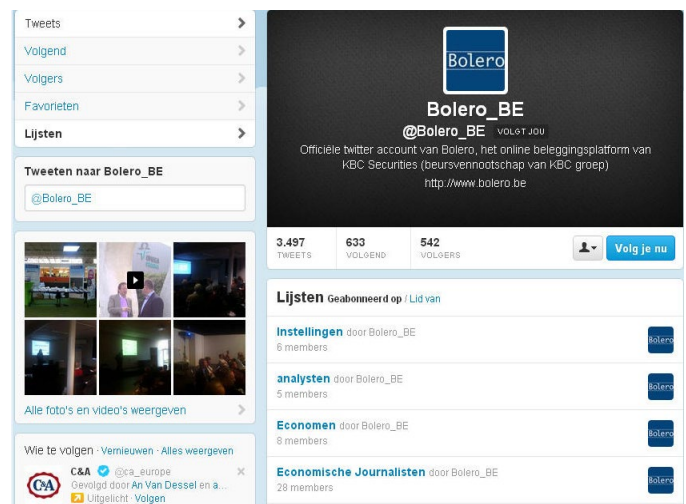 Tweets
Volgend
Volgers
Favorieten
Lijsten
Tweeten naar Bolero_BE
@Bolero_BE
Alle foto's en video's weergeven
Wie te volgen · Vernieuwen · Alles weergeven
C&A @ca_europe
Gevolgd door An Van Dessel en a...
Uitgelicht · Volgen
C&A
Bolero
Bolero_BE
@Bolero_BE VOLGT JOU
Officiële twitter account van Bolero, het online beleggingsplatform van
KBC Securities (beursvennootschap van KBC groep)
http://www.bolero.be
3.497 633 542
TWEETS VOLGEND VOLGERS
Volg je nu
Lijsten Geabonneerd op / Lid van
Instellingen door Bolero_BE
6 members
Bolero
analysten door Bolero_BE
5 members
Bolero
Economen door Bolero_BE
8 members
Bolero
Economische Journalisten door Bolero_BE
28 members
Bolero